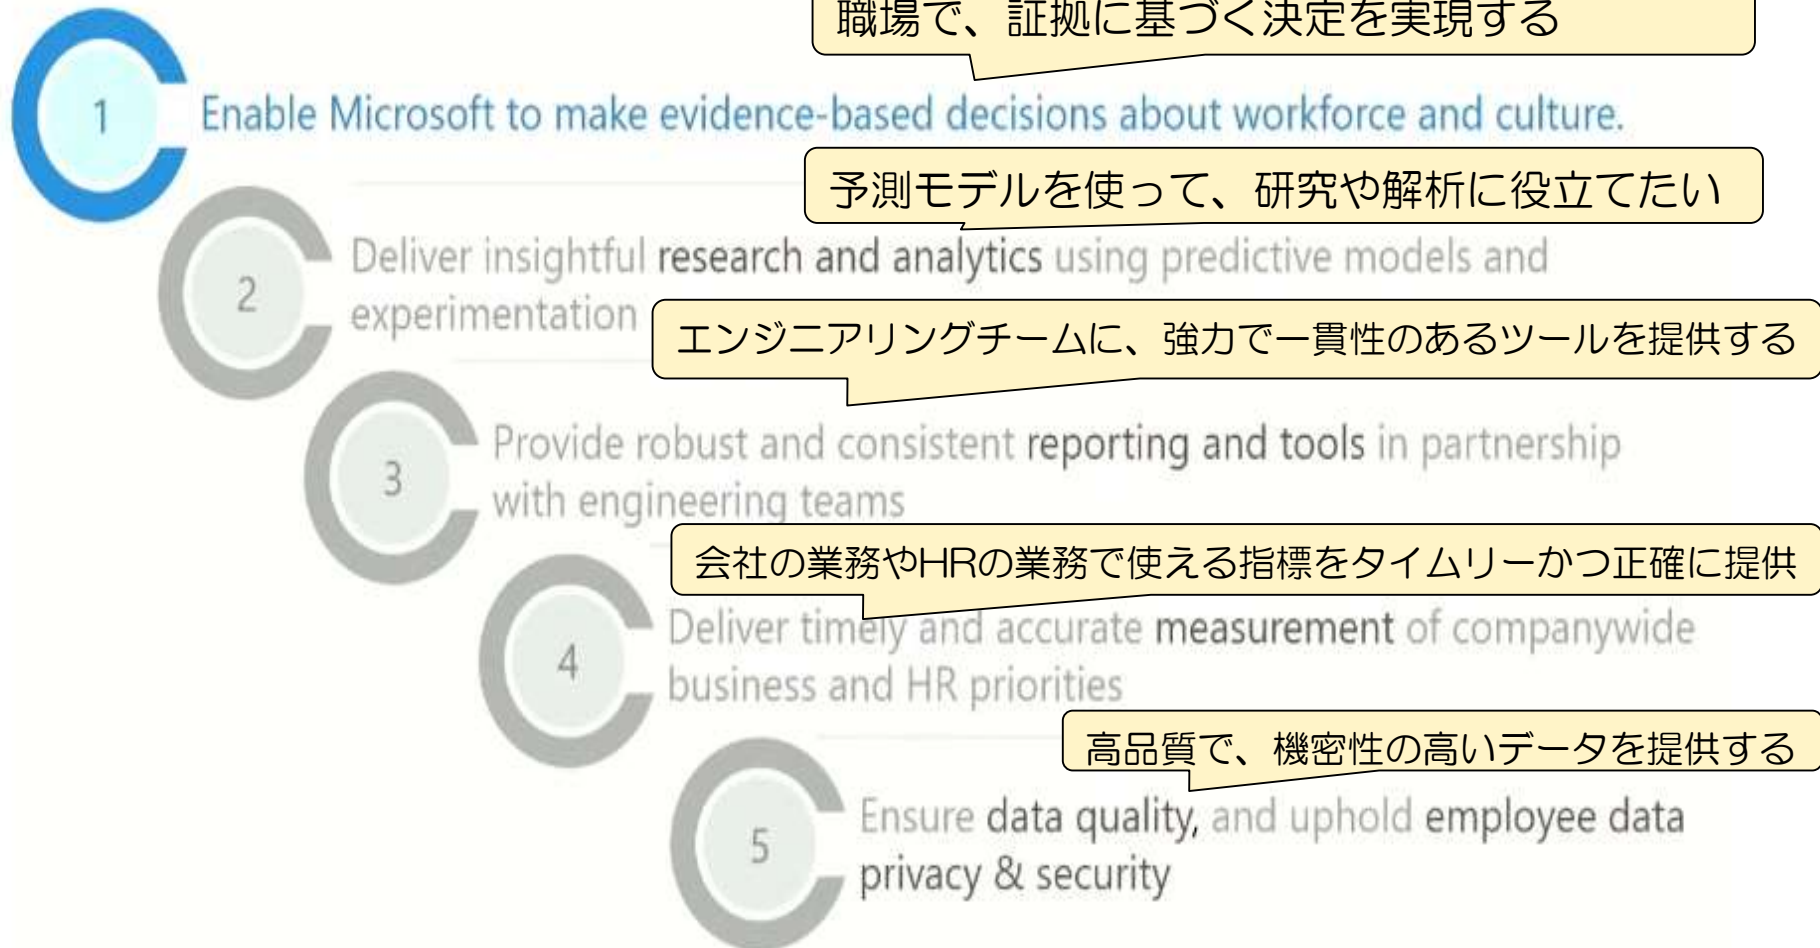 職場で、証拠に基づく決定を実現する
1
Enable Microsoft to make evidence-based decisions about workforce and culture.
予測モデルを使って、研究や解析に役立てたい
2
Deliver insightful research and analytics using predictive models and
experimentation
エンジニアリングチームに、強力で一貫性のあるツールを提供する
3
Provide robust and consistent reporting and tools in partnership
with engineering teams
会社の業務やHRの業務で使える指標をタイムリーかつ正確に提供
4
Deliver timely and accurate measurement of companywide
business and HR priorities
高品質で、機密性の高いデータを提供する
5
Ensure data quality, and uphold employee data
privacy & security